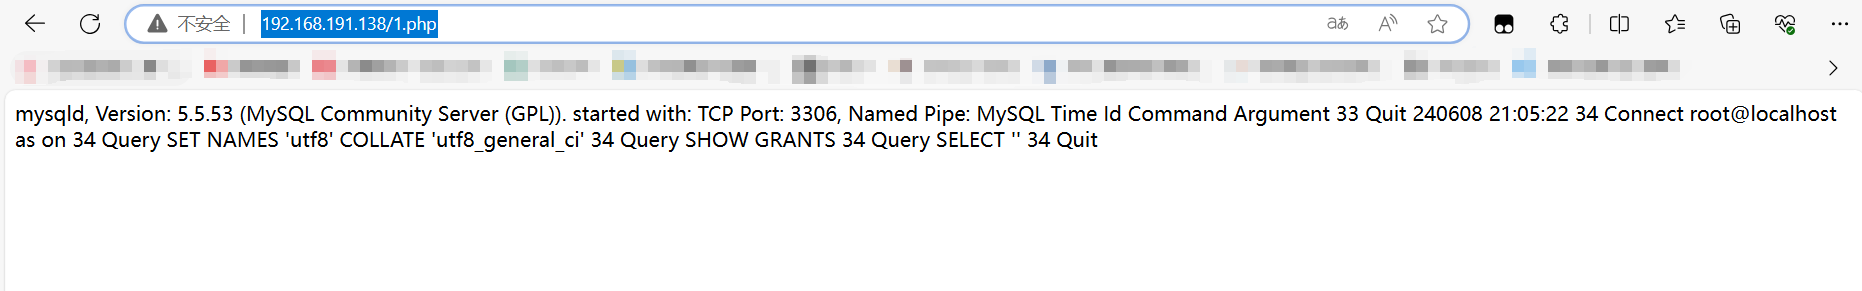 不安全 192.168.191.138/1.php
mysqld, Version: 5.5.53 (MySQL Community Server (GPL)). started with: TCP Port: 3306, Named Pipe: MySQL Time Id Command Argument 33 Quit 240608 21:05:22 34 Connect root@localhost
as on 34 Query SET NAMES 'utf8' COLLATE 'utf8_general_ci' 34 Query SHOW GRANTS 34 Query SELECT '' 34 Quit